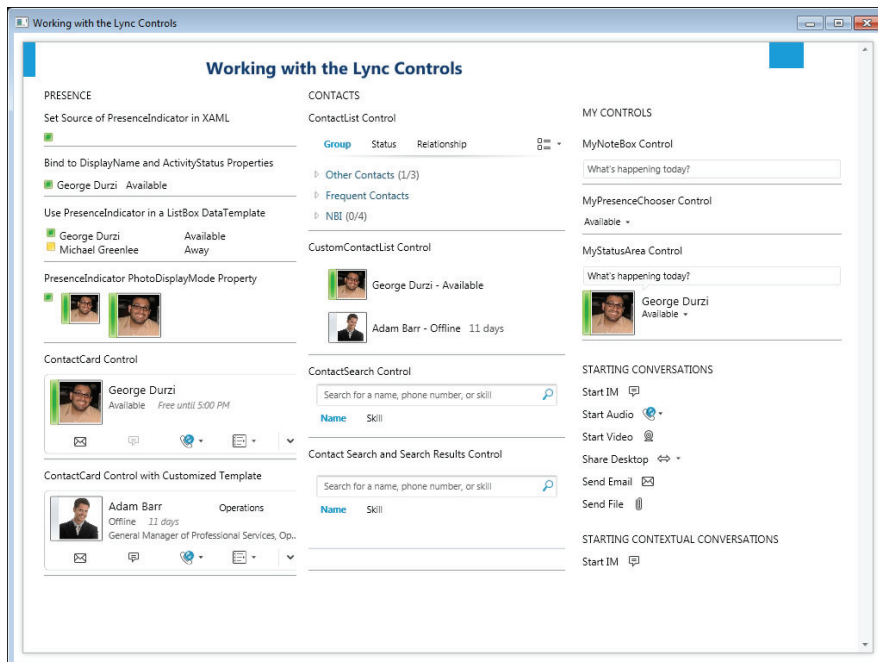 Working with the Lync Controls
Working with the Lync Controls
PRESENCE
Set Source of PresenceIndicator in XAML
Bind to DisplayName and ActivityStatus Properties
George Durzi Available
Use PresenceIndicator in a ListBox DataTemplate
George Durzi Available
Michael Greenlee Away
PresenceIndicator PhotoDisplayMode Property
ContactCard Control
George Durzi
Available Free until 5:00 PM
ContactCard Control with Customized Template
Adam Barr Operations
Offline 11 days
General Manager of Professional Services, Op..
CONTACTS
ContactList Control
Group Status Relationship
Other Contacts (1/3)
Frequent Contacts
NBI (0/4)
CustomContactList Control
George Durzi - Available
Adam Barr - Offline 11 days
ContactSearch Control
Search for a name, phone number, or skill
Name Skill
Contact Search and Search Results Control
Search for a name, phone number, or skill
Name Skill
MY CONTROLS
MyNoteBox Control
What's happening today?
MyPresenceChooser Control
Available
MyStatusArea Control
What's happening today?
George Durzi
Available
STARTING CONVERSATIONS
Start IM
Start Audio
Start Video
Share Desktop
Send Email
Send File
STARTING CONTEXTUAL CONVERSATIONS
Start IM